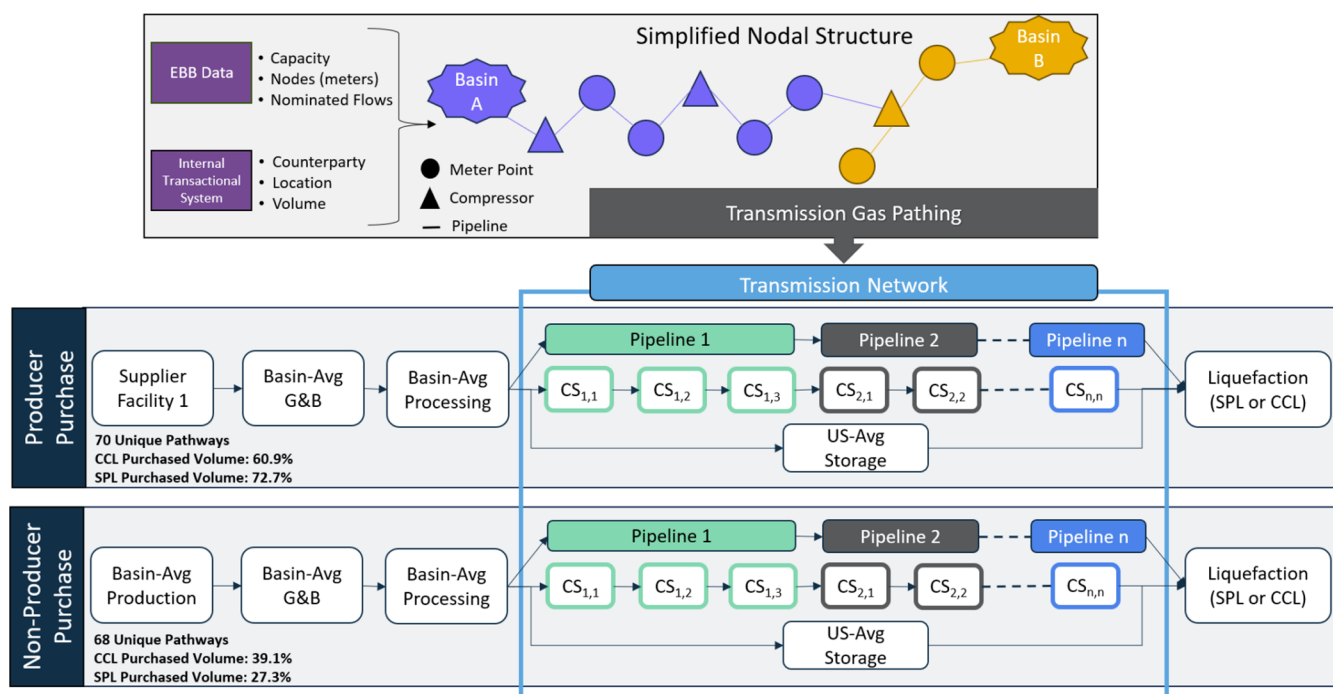 Simplified Nodal Structure
EBB Data
• Capacity
• Nodes (meters)
• Nominated Flows
Internal
Transactional
System
• Counterparty
• Location
• Volume
Basin
A
Basin
B
Meter Point
Compressor
Pipeline
Transmission Gas Pathing
Transmission Network
Producer
Purchase
Supplier
Facility 1
Basin-Avg
G&B
Basin-Avg
Processing
Pipeline 1
Pipeline 2
Pipeline n
CS1,1
CS1,2
CS1,3
CS2,1
CS2,2
CSn,n
US-Avg
Storage
Liquefaction
(SPL or CCL)
70 Unique Pathways
CCL Purchased Volume: 60.9%
SPL Purchased Volume: 72.7%
Non-Producer
Purchase
Basin-Avg
Production
Basin-Avg
G&B
Basin-Avg
Processing
Pipeline 1
Pipeline 2
Pipeline n
CS1,1
CS1,2
CS1,3
CS2,1
CS2,2
CSn,n
US-Avg
Storage
Liquefaction
(SPL or CCL)
68 Unique Pathways
CCL Purchased Volume: 39.1%
SPL Purchased Volume: 27.3%